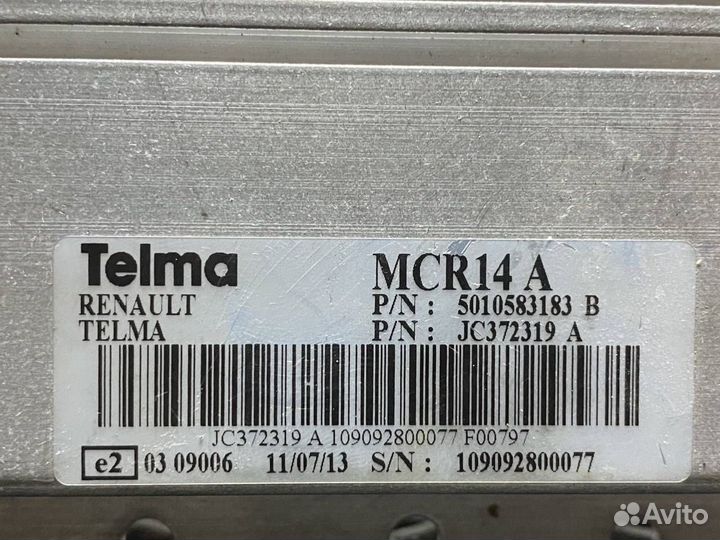 Telma MCR14 A
RENAULT P/N : 5010583183 B
TELMA P/N : JC372319 A
JC372319 A 109092800077 F00797
e2 03 09006 11/07/13 S/N : 109092800077
Avito